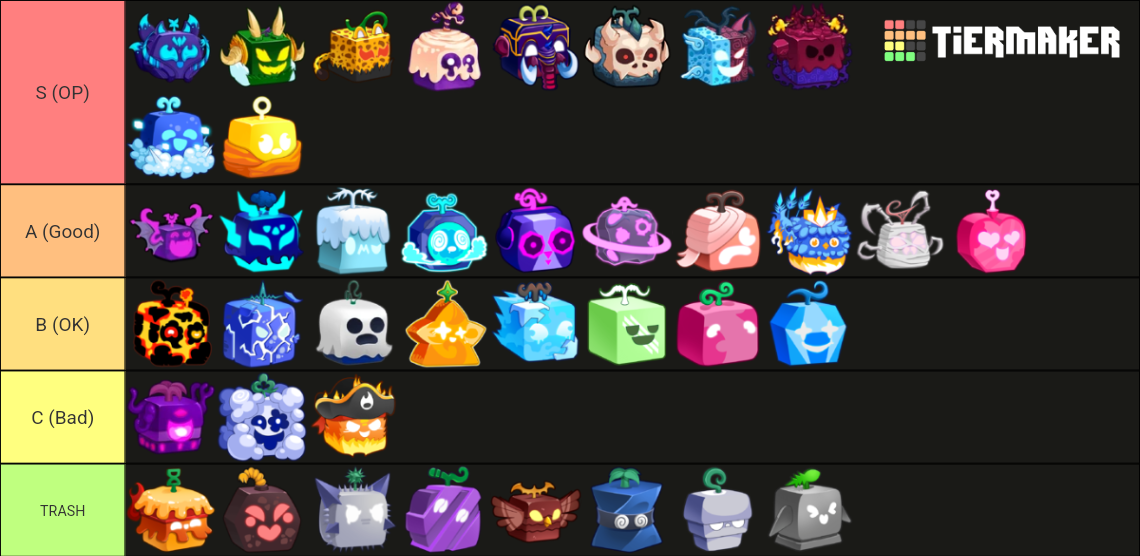 S (OP)
TIERMAKER
A (Good)
B (OK)
C (Bad)
TRASH